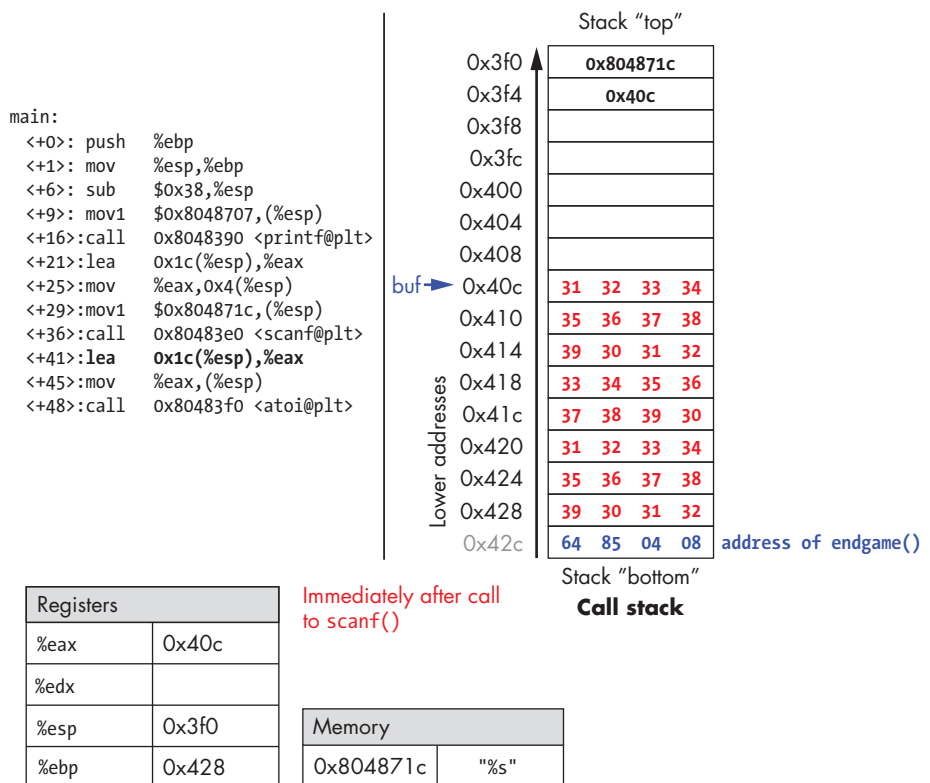 Stack “top”
0x3f0 0x804871c
0x3f4 0x40c
0x3f8
0x3fc
0x400
0x404
0x408
buf 0x40c 31 32 33 34
0x410 35 36 37 38
0x414 39 30 31 32
0x418 33 34 35 36
0x41c 37 38 39 30
0x420 31 32 33 34
0x424 35 36 37 38
0x428 39 30 31 32
0x42c 64 85 04 08 address of endgame()
Lower addresses
Stack “bottom”
Call stack
main:
<+0>: push %ebp
<+1>: mov %esp,%ebp
<+6>: sub $0x38,%esp
<+9>: mov1 $0x8048707,(%esp)
<+16>:call 0x8048390 <printf@plt>
<+21>:lea 0x1c(%esp),%eax
<+25>:mov %eax,0x4(%esp)
<+29>:mov1 $0x804871c,(%esp)
<+36>:call 0x80483e0 <scanf@plt>
<+41>:lea 0x1c(%esp),%eax
<+45>:mov %eax,(%esp)
<+48>:call 0x80483f0 <atoi@plt>
Registers
%eax 0x40c
%edx
%esp 0x3f0
%ebp 0x428
Immediately after call
to scanf()
Memory
0x804871c "%s"